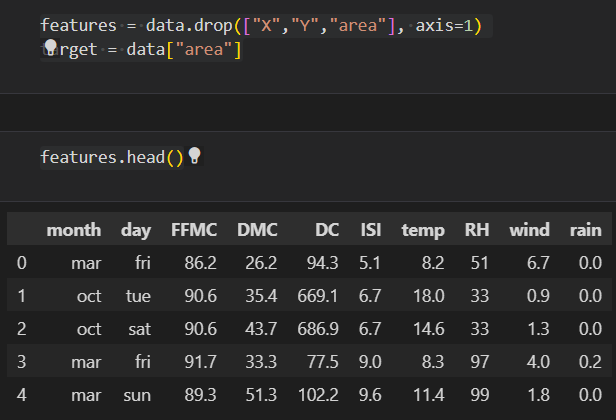 features = data.drop(["X","Y","area"], axis=1)
rget = data["area"]
features.head()
month day FFMC DMC DC ISI temp RH wind rain
0 mar fri 86.2 26.2 94.3 5.1 8.2 51 6.7 0.0
1 oct tue 90.6 35.4 669.1 6.7 18.0 33 0.9 0.0
2 oct sat 90.6 43.7 686.9 6.7 14.6 33 1.3 0.0
3 mar fri 91.7 33.3 77.5 9.0 8.3 97 4.0 0.2
4 mar sun 89.3 51.3 102.2 9.6 11.4 99 1.8 0.0